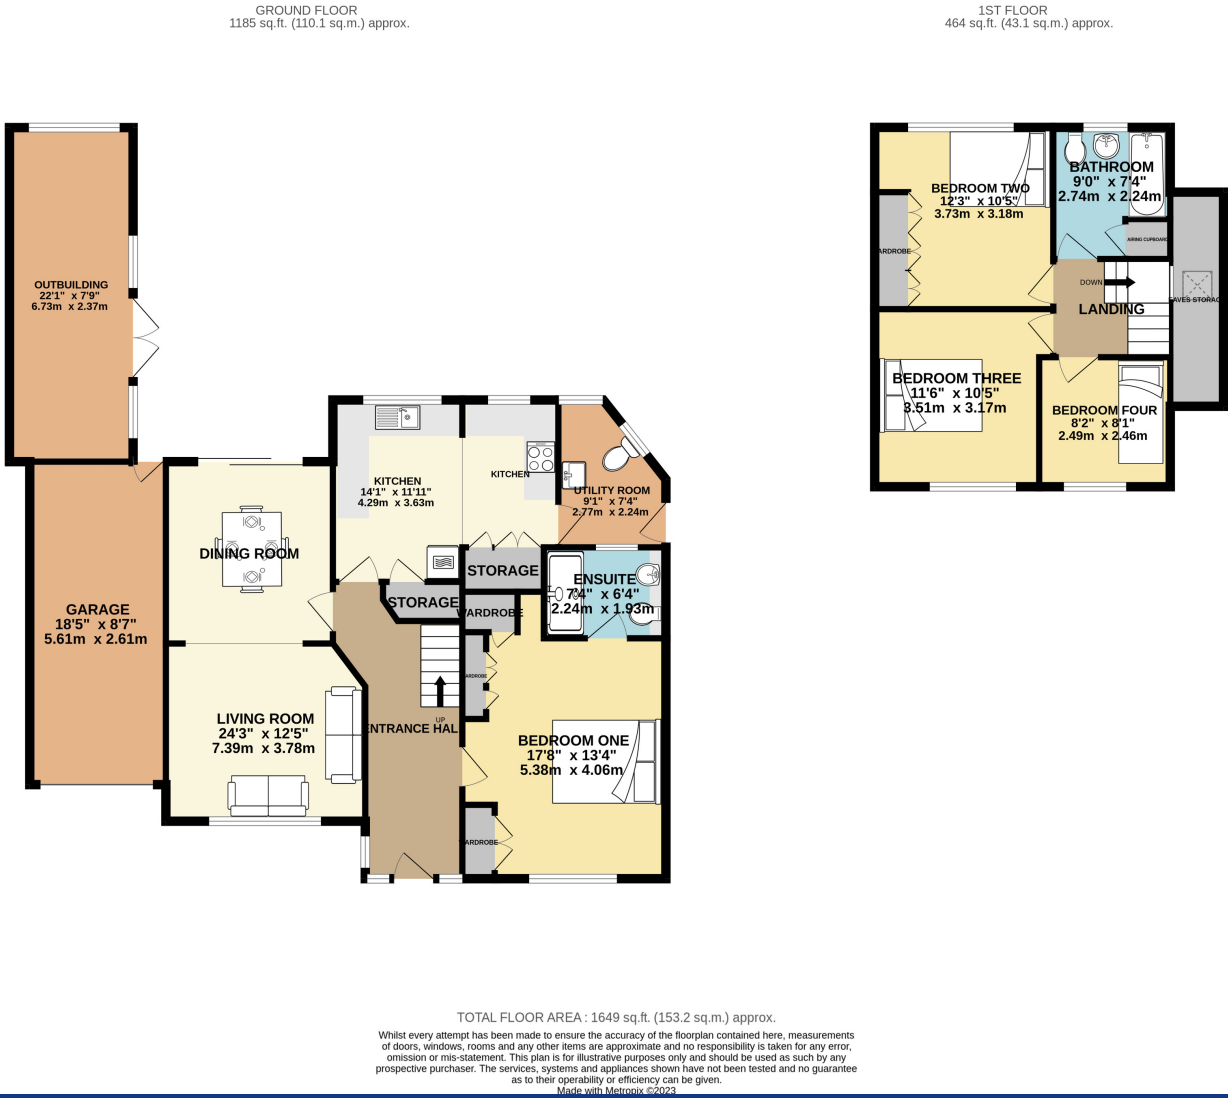 GROUND FLOOR
1185 sq.ft. (110.1 sq.m.) approx.
1ST FLOOR
464 sq.ft. (43.1 sq.m.) approx.
OUTBUILDING
22'1" x 7'9"
6.73m x 2.37m
GARAGE
18'5" x 8'7"
5.61m x 2.61m
DINING ROOM
LIVING ROOM
24'3" x 12'5"
7.39m x 3.78m
KITCHEN
14'1" x 11'11"
4.29m x 3.63m
KITCHEN
UTILITY ROOM
9'1" x 7'4"
2.77m x 2.24m
STORAGE
STORAGE
ENSUITE
7'4" x 6'4"
2.24m x 1.93m
WARDROBE
ARDROBE
UP
ENTRANCE HAL
BEDROOM ONE
17'8" x 13'4"
5.38m x 4.06m
ARDROBE
BEDROOM TWO
12'3" x 10'5"
3.73m x 3.18m
ARDROBE
BATHROOM
9'0" x 7'4"
2.74m x 2.24m
AIRING CUPBOARD
DOWN
LANDING
EAVES STORAG
BEDROOM THREE
11'6" x 10'5"
3.51m x 3.17m
BEDROOM FOUR
8'2" x 8'1"
2.49m x 2.46m
TOTAL FLOOR AREA : 1649 sq.ft. (153.2 sq.m.) approx.
Whilst every attempt has been made to ensure the accuracy of the floorplan contained here, measurements
of doors, windows, rooms and any other items are approximate and no responsibility is taken for any error,
omission or mis-statement. This plan is for illustrative purposes only and should be used as such by any
prospective purchaser. The services, systems and appliances shown have not been tested and no guarantee
as to their operability or efficiency can be given.
Made with Metropix ©2023